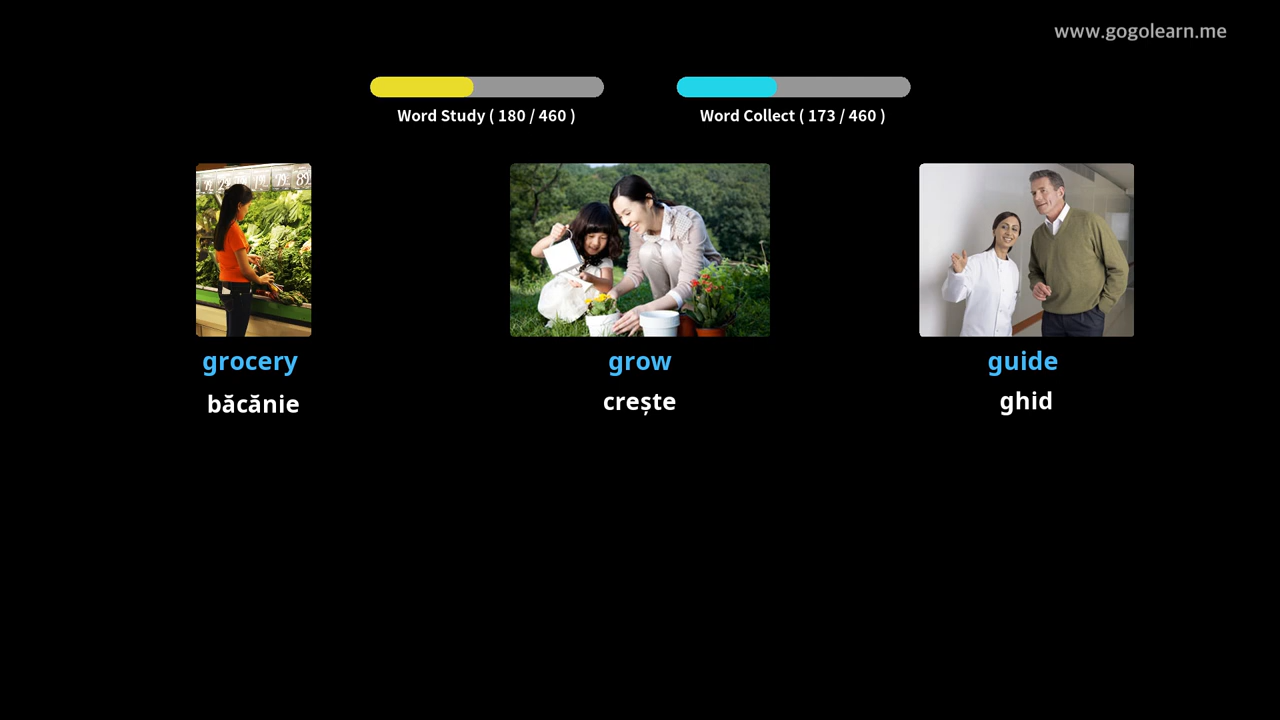 www.gogolearn.me
Word Study ( 180 / 460 )
Word Collect ( 173 / 460 )
grocery
băcănie
grow
crește
guide
ghid